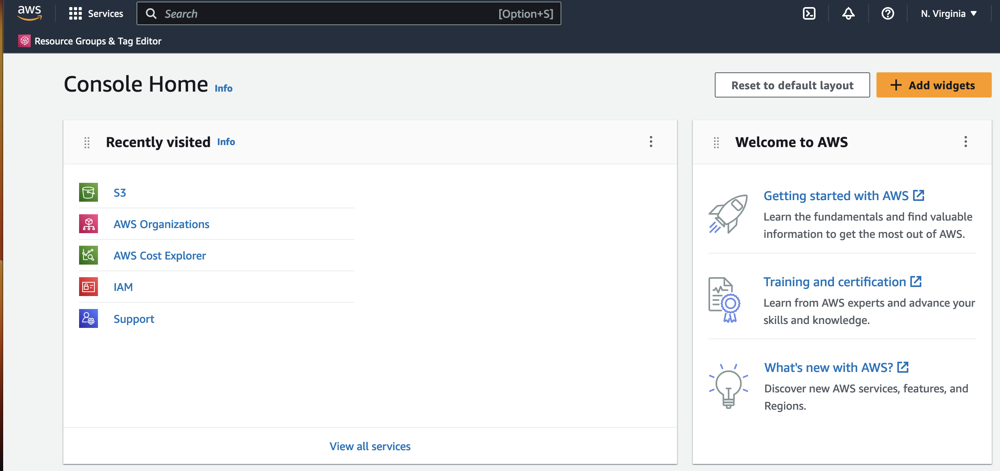 aws
Services
Search
[Option+S]
N. Virginia
Resource Groups & Tag Editor
Console Home Info
Reset to default layout
Add widgets
Recently visited Info
S3
AWS Organizations
AWS Cost Explorer
IAM
Support
View all services
Welcome to AWS
Getting started with AWS
Learn the fundamentals and find valuable
information to get the most out of AWS.
Training and certification
Learn from AWS experts and advance your
skills and knowledge.
What's new with AWS?
Discover new AWS services, features, and
Regions.